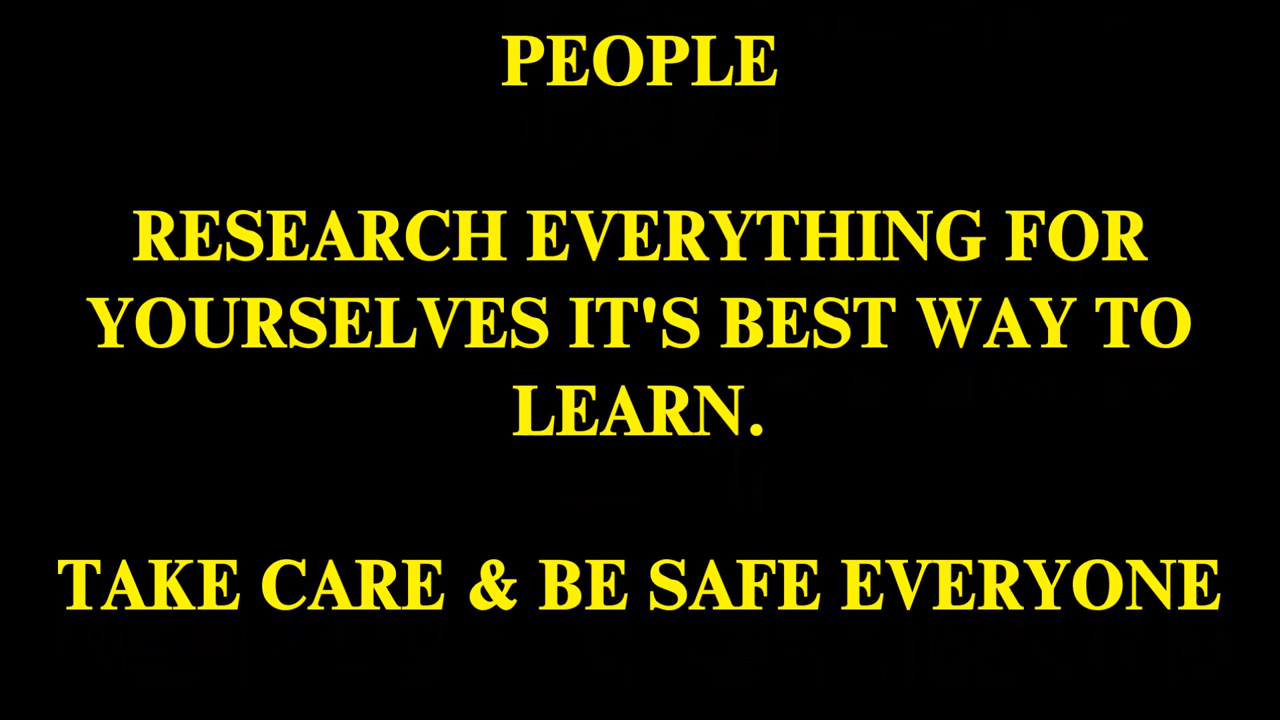 PEOPLE
RESEARCH EVERYTHING FOR
YOURSELVES IT'S BEST WAY TO
LEARN.
TAKE CARE & BE SAFE EVERYONE